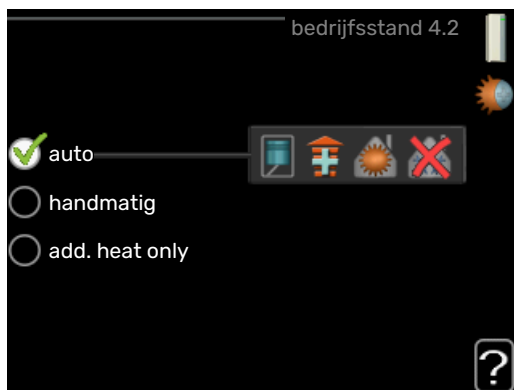 bedrijfsstand 4.2
auto
handmatig
add. heat only
?